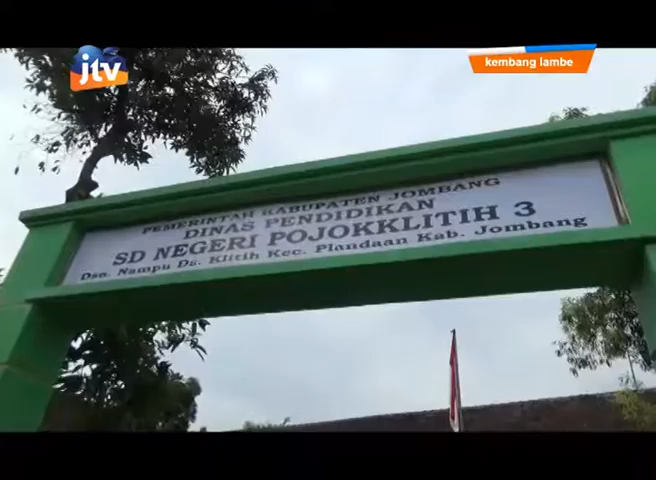 jtv
kembang lambe
PEMERINTAH KABUPATEN JOMBANG
DINAS PENDIDIKAN
SD NEGERI POJOKKLITIH 3
Dsn. Nampu Ds. Klitih Kec. Plandaan Kab. Jombang